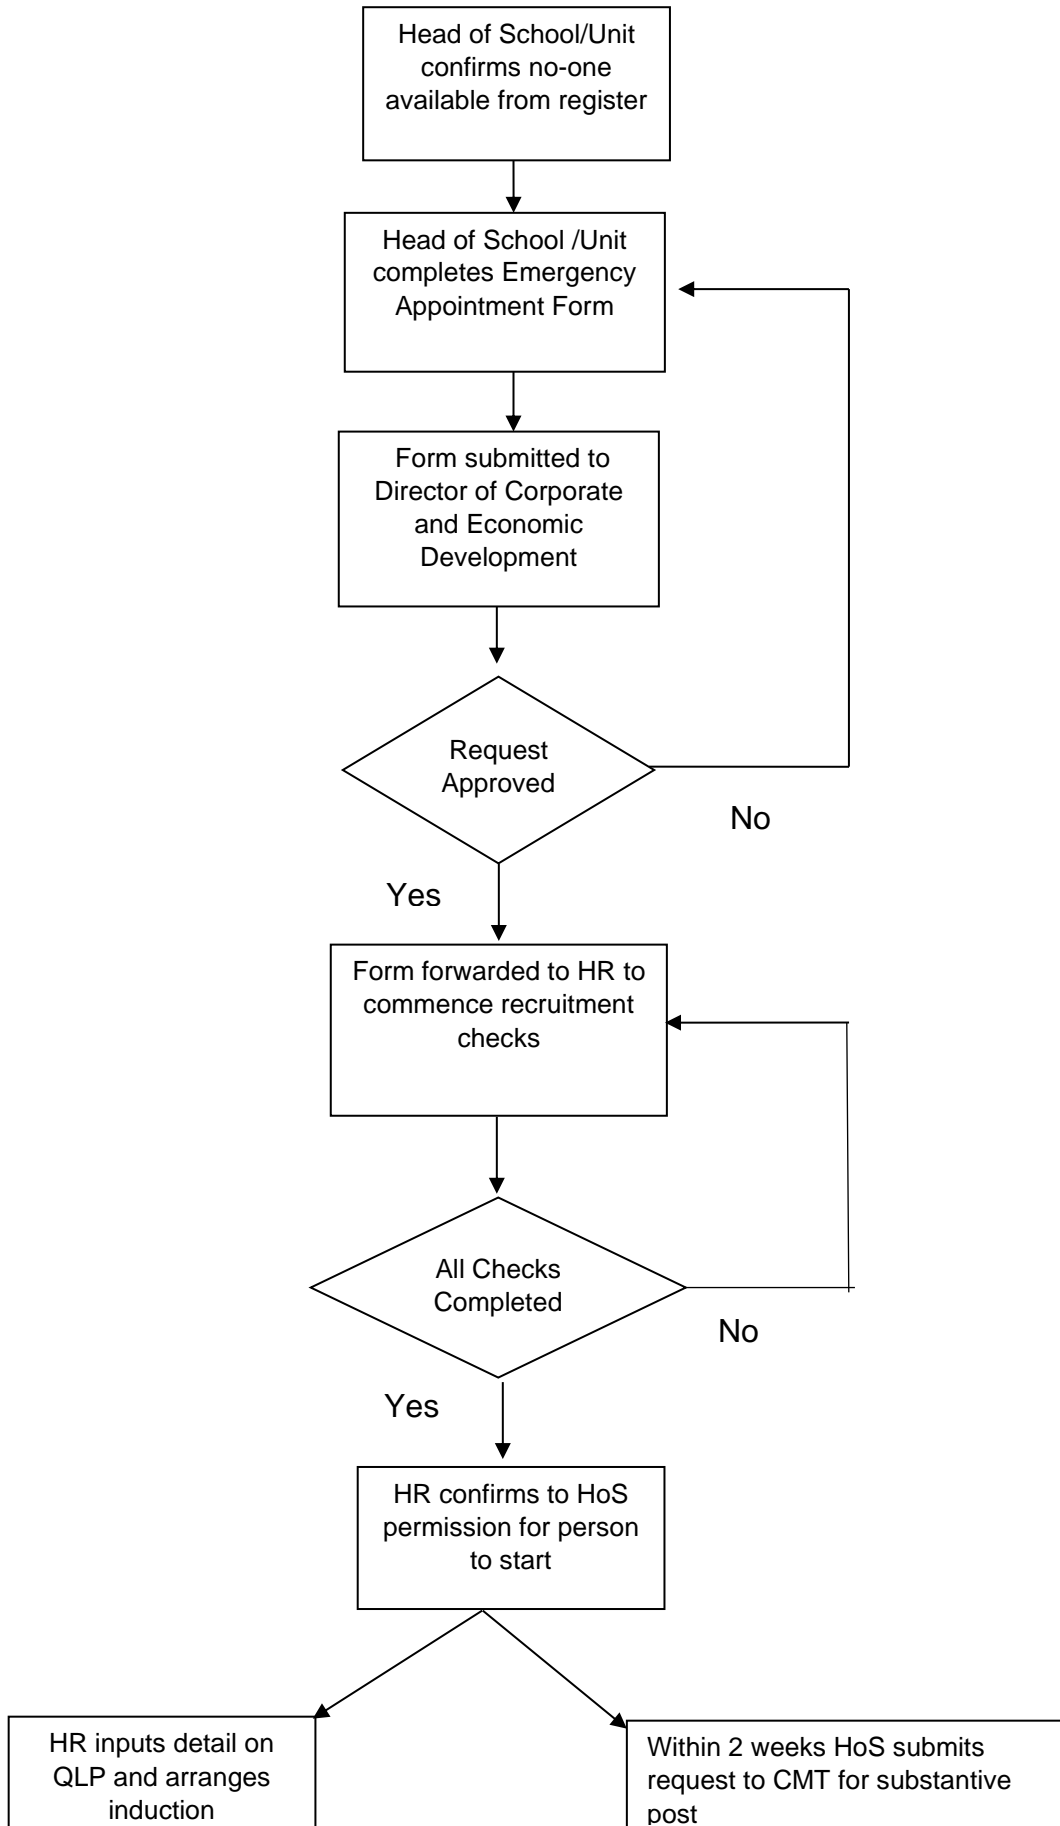 Head of School/Unit
confirms no-one
available from register
Head of School /Unit
completes Emergency
Appointment Form
Form submitted to
Director of Corporate
and Economic
Development
Request
Approved
No
Yes
Form forwarded to HR to
commence recruitment
checks
All Checks
Completed
No
Yes
HR confirms to HoS
permission for person
to start
HR inputs detail on
QLP and arranges
induction
Within 2 weeks HoS submits
request to CMT for substantive
post